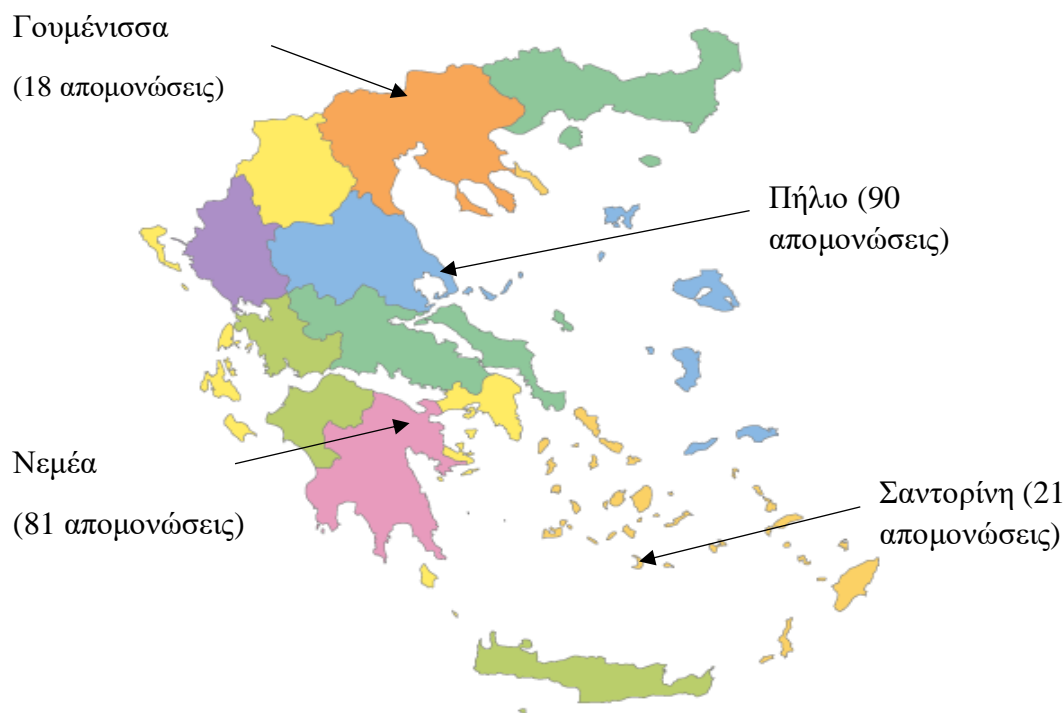 Γουμένισσα
(18 απομονώσεις)
Πήλιο (90
απομονώσεις)
Νεμέα
(81 απομονώσεις)
Σαντορίνη (21
απομονώσεις)